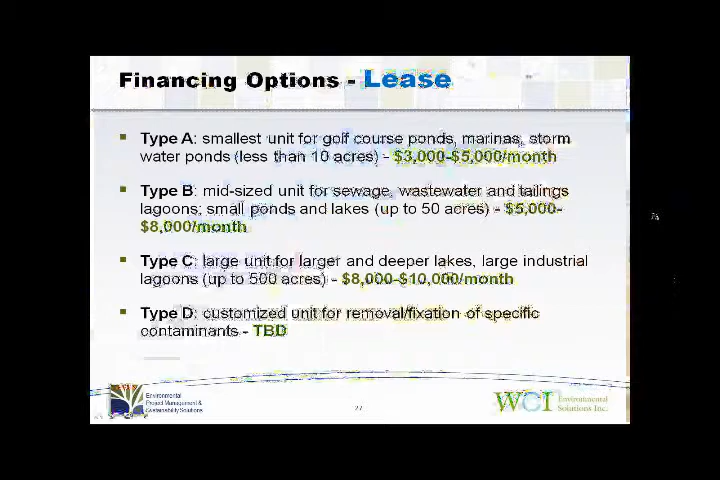 Financing Options - Lease
Type A: smallest unit for golf course ponds, marinas, storm
water ponds (less than 10 acres) - $3,000-$5,000/month
Type B: mid-sized unit for sewage, wastewater and tailings
lagoons; small ponds and lakes (up to 50 acres) - $5,000-
$8,000/month
Type C: large unit for larger and deeper lakes, large industrial
lagoons (up to 500 acres) - $8,000-$10,000/month
Type D: customized unit for removal/fixation of specific
contaminants - TBD
Environmental
Project Management &
Sustainability Solutions
27
WCI Environmental
Solutions Inc.